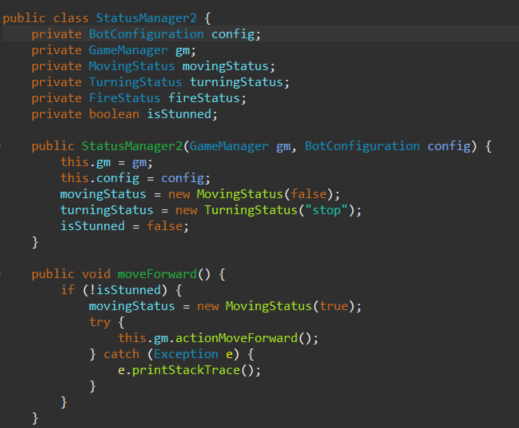 public class StatusManager2 {
    private BotConfiguration config;
    private GameManager gm;
    private MovingStatus movingStatus;
    private TurningStatus turningStatus;
    private FireStatus fireStatus;
    private boolean isStunned;

    public StatusManager2(GameManager gm, BotConfiguration config) {
        this.gm = gm;
        this.config = config;
        movingStatus = new MovingStatus(false);
        turningStatus = new TurningStatus("stop");
        isStunned = false;
    }

    public void moveForward() {
        if (!isStunned) {
            movingStatus = new MovingStatus(true);
            try {
                this.gm.actionMoveForward();
            } catch (Exception e) {
                e.printStackTrace();
            }
        }
    }